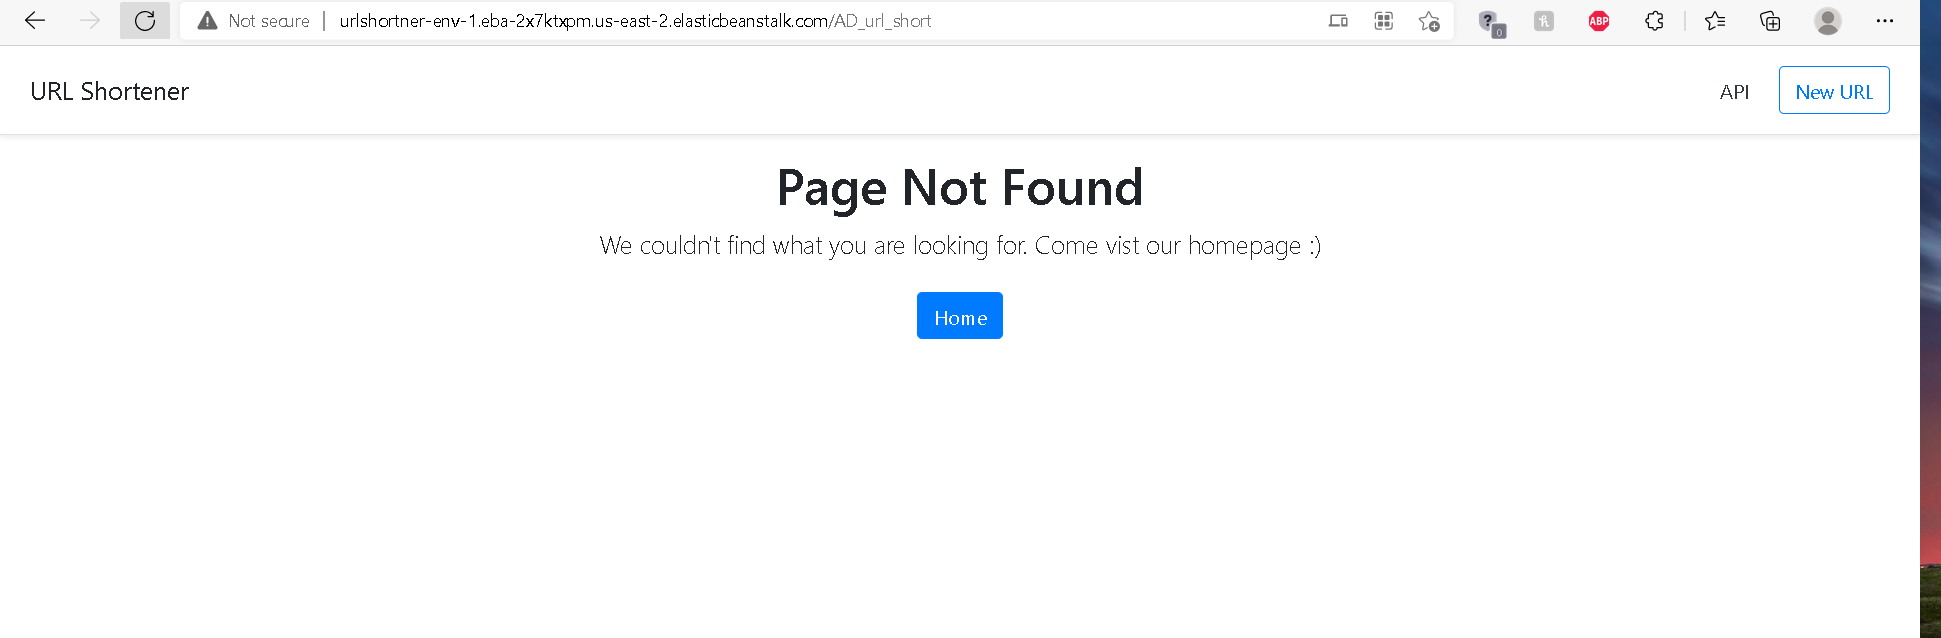 Not secure | urlshortner-env-1.eba-2x7ktxpm.us-east-2.elasticbeanstalk.com/AD_url_short
0
ABP
URL Shortener
API
New URL
Page Not Found
We couldn't find what you are looking for. Come vist our homepage :)
Home